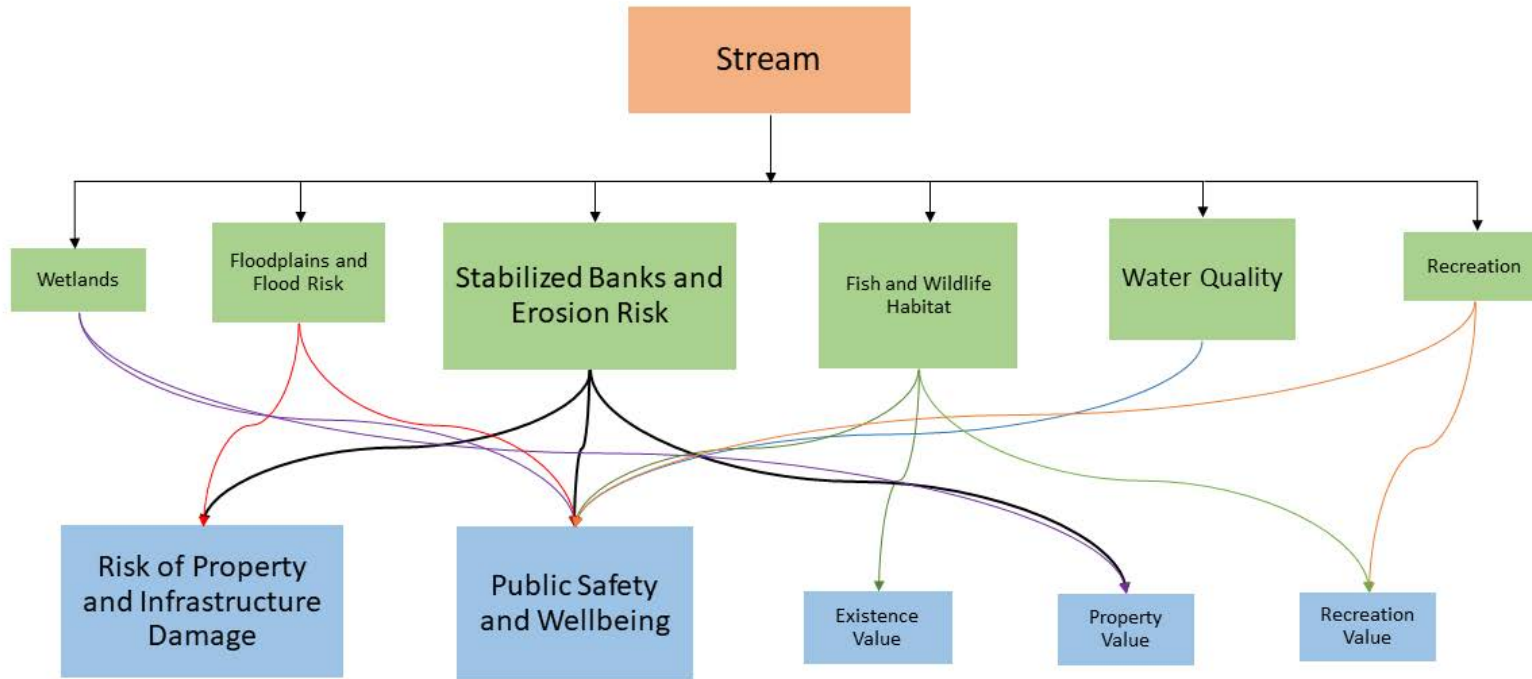 Stream
Wetlands
Floodplains and
Flood Risk
Stabilized Banks and
Erosion Risk
Fish and Wildlife
Habitat
Water Quality
Recreation
Risk of Property
and Infrastructure
Damage
Public Safety
and Wellbeing
Existence
Value
Property
Value
Recreation
Value